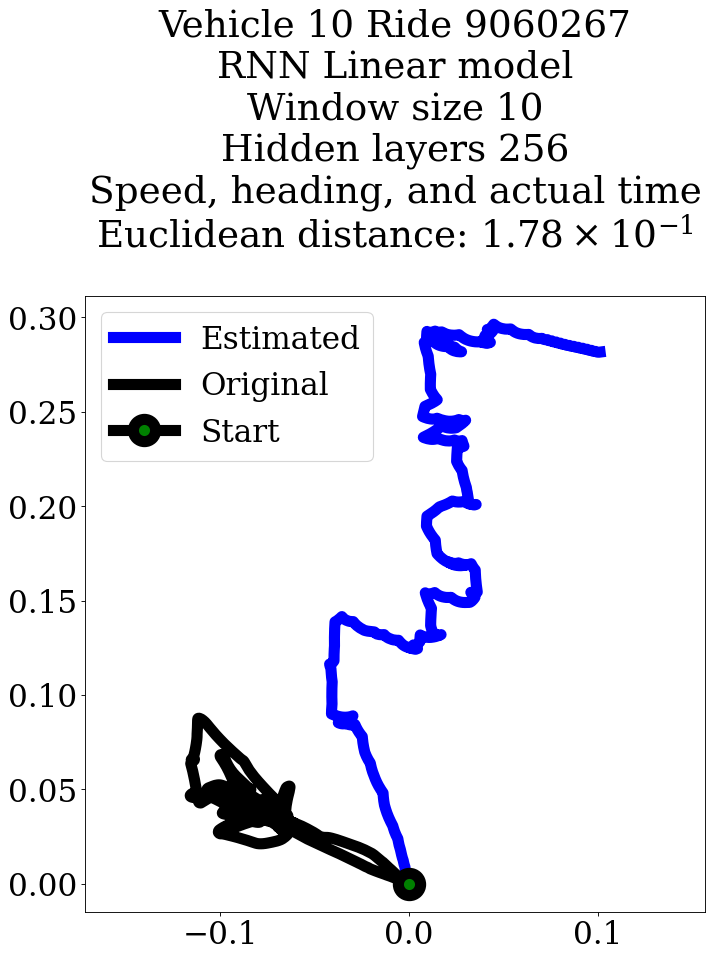 Vehicle 10 Ride 9060267
RNN Linear model
Window size 10
Hidden layers 256
Speed, heading, and actual time
Euclidean distance: 1.78 × 10⁻¹
0.30
0.25
0.20
0.15
0.10
0.05
0.00
Estimated
Original
Start
−0.1
0.0
0.1